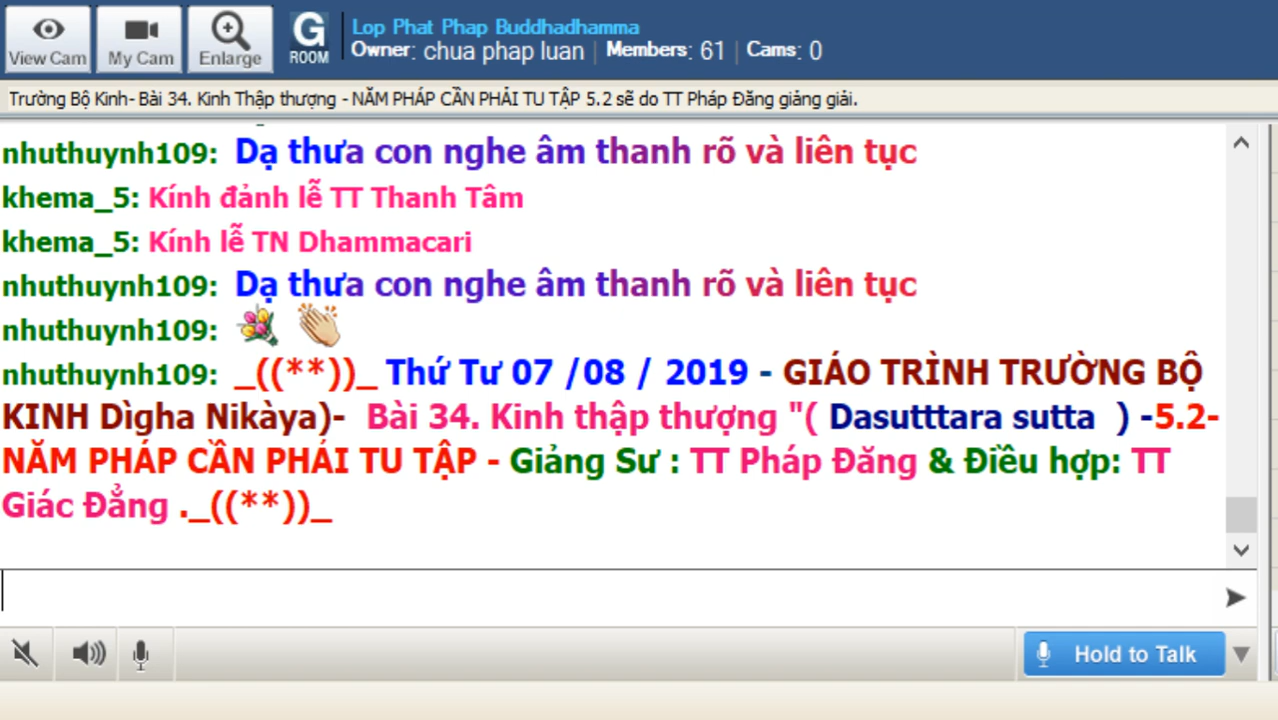 View Cam
My Cam
Enlarge
G
ROOM
Lop Phat Phap Buddhadhamma
Owner: chua phap luan | Members: 61 | Cams: 0
Trường Bộ Kinh- Bài 34. Kinh Thập thượng - NĂM PHÁP CẦN PHẢI TU TẬP 5.2 sẽ do TT Pháp Đăng giảng giải.
nhuthuynh109: Dạ thưa con nghe âm thanh rõ và liên tục
khema_5: Kính đảnh lễ TT Thanh Tâm
khema_5: Kính lễ TN Dhammacari
nhuthuynh109: Dạ thưa con nghe âm thanh rõ và liên tục
nhuthuynh109:
nhuthuynh109: _((**))_ Thứ Tư 07 /08 / 2019 - GIÁO TRÌNH TRƯỜNG BỘ
KINH Dìgha Nikàya)- Bài 34. Kinh thập thượng "( Dasutttara sutta ) -5.2-
NĂM PHÁP CẦN PHẢI TU TẬP - Giảng Sư : TT Pháp Đăng & Điều hợp: TT
Giác Đẳng ._((**))_
Hold to Talk